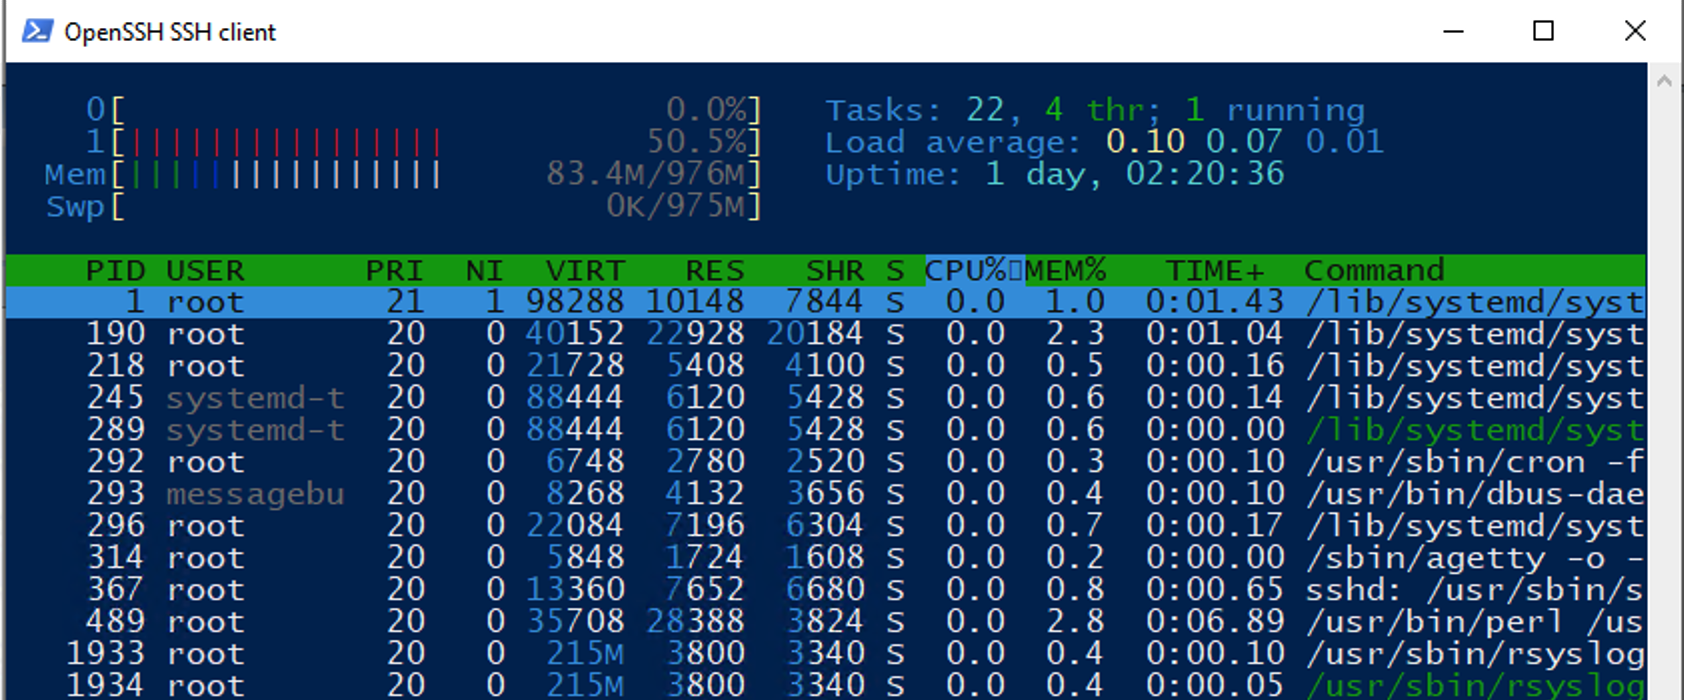 OpenSSH SSH client
0[ 0.0%] Tasks: 22, 4 thr; 1 running
1[||||||||||||||||50.5%] Load average: 0.10 0.07 0.01
Mem[||||||||||||||||83.4M/976M] Uptime: 1 day, 02:20:36
Swp[ 0K/975M]
PID USER PRI NI VIRT RES SHR S CPU%▯MEM% TIME+ Command
1 root 21 1 98288 10148 7844 S 0.0 1.0 0:01.43 /lib/systemd/syst
190 root 20 0 40152 22928 20184 S 0.0 2.3 0:01.04 /lib/systemd/syst
218 root 20 0 21728 5408 4100 S 0.0 0.5 0:00.16 /lib/systemd/syst
245 systemd-t 20 0 88444 6120 5428 S 0.0 0.6 0:00.14 /lib/systemd/syst
289 systemd-t 20 0 88444 6120 5428 S 0.0 0.6 0:00.00 /lib/systemd/syst
292 root 20 0 6748 2780 2520 S 0.0 0.3 0:00.10 /usr/sbin/cron -f
293 messagebu 20 0 8268 4132 3656 S 0.0 0.4 0:00.10 /usr/bin/dbus-dae
296 root 20 0 22084 7196 6304 S 0.0 0.7 0:00.17 /lib/systemd/syst
314 root 20 0 5848 1724 1608 S 0.0 0.2 0:00.00 /sbin/agetty -o -
367 root 20 0 13360 7652 6680 S 0.0 0.8 0:00.65 sshd: /usr/sbin/s
489 root 20 0 35708 28388 3824 S 0.0 2.8 0:06.89 /usr/bin/perl /us
1933 root 20 0 215M 3800 3340 S 0.0 0.4 0:00.10 /usr/sbin/rsyslog
1934 root 20 0 215M 3800 3340 S 0.0 0.4 0:00.05 /usr/sbin/rsyslog